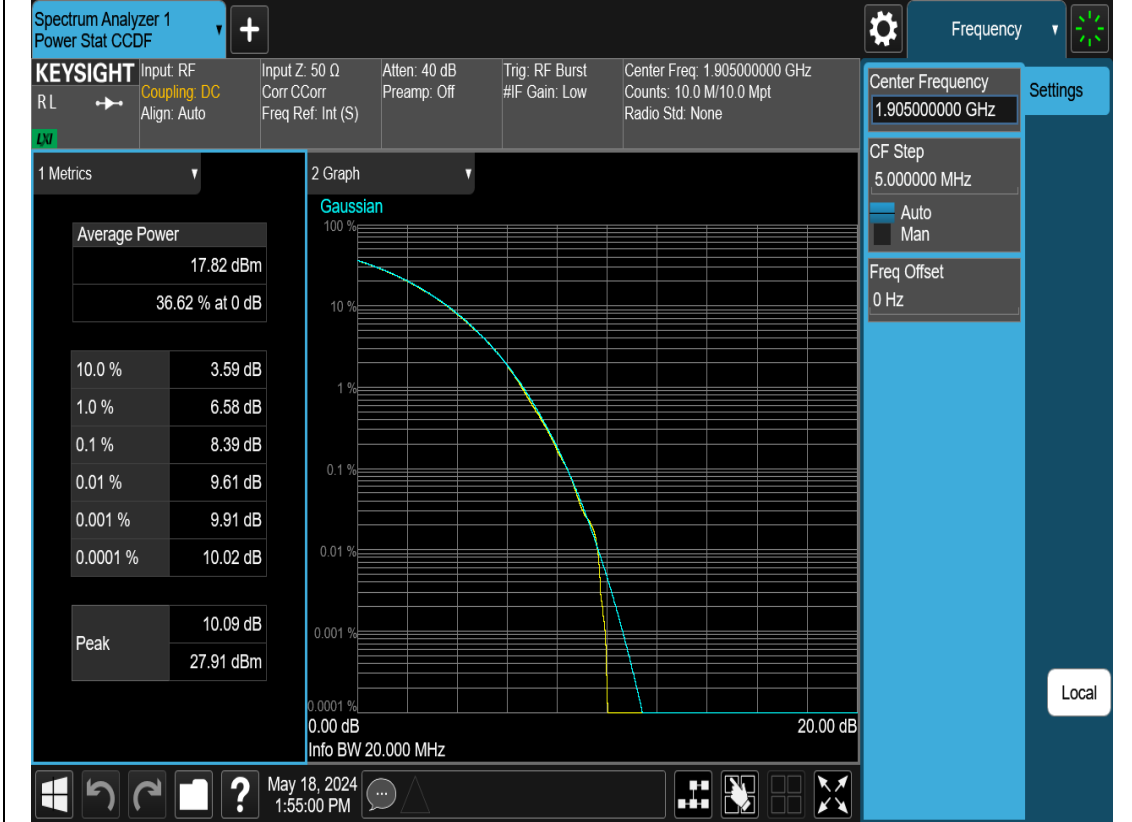 Spectrum Analyzer 1
Power Stat CCDF
+
Frequency
KEYSIGHT
RL
LXI
Input: RF
Coupling: DC
Align: Auto
Input Z: 50 Ω
Corr CCorr
Freq Ref: Int (S)
Atten: 40 dB
Preamp: Off
Trig: RF Burst
#IF Gain: Low
Center Freq: 1.905000000 GHz
Counts: 10.0 M/10.0 Mpt
Radio Std: None
Center Frequency
1.905000000 GHz
Settings
CF Step
5.000000 MHz
Auto
Man
Freq Offset
0 Hz
Local
1 Metrics
Average Power
17.82 dBm
36.62 % at 0 dB
10.0 % 3.59 dB
1.0 % 6.58 dB
0.1 % 8.39 dB
0.01 % 9.61 dB
0.001 % 9.91 dB
0.0001 % 10.02 dB
Peak
10.09 dB
27.91 dBm
2 Graph
Gaussian
100 %
10 %
1 %
0.1 %
0.01 %
0.001 %
0.0001 %
0.00 dB
20.00 dB
Info BW 20.000 MHz
?
May 18, 2024
1:55:00 PM